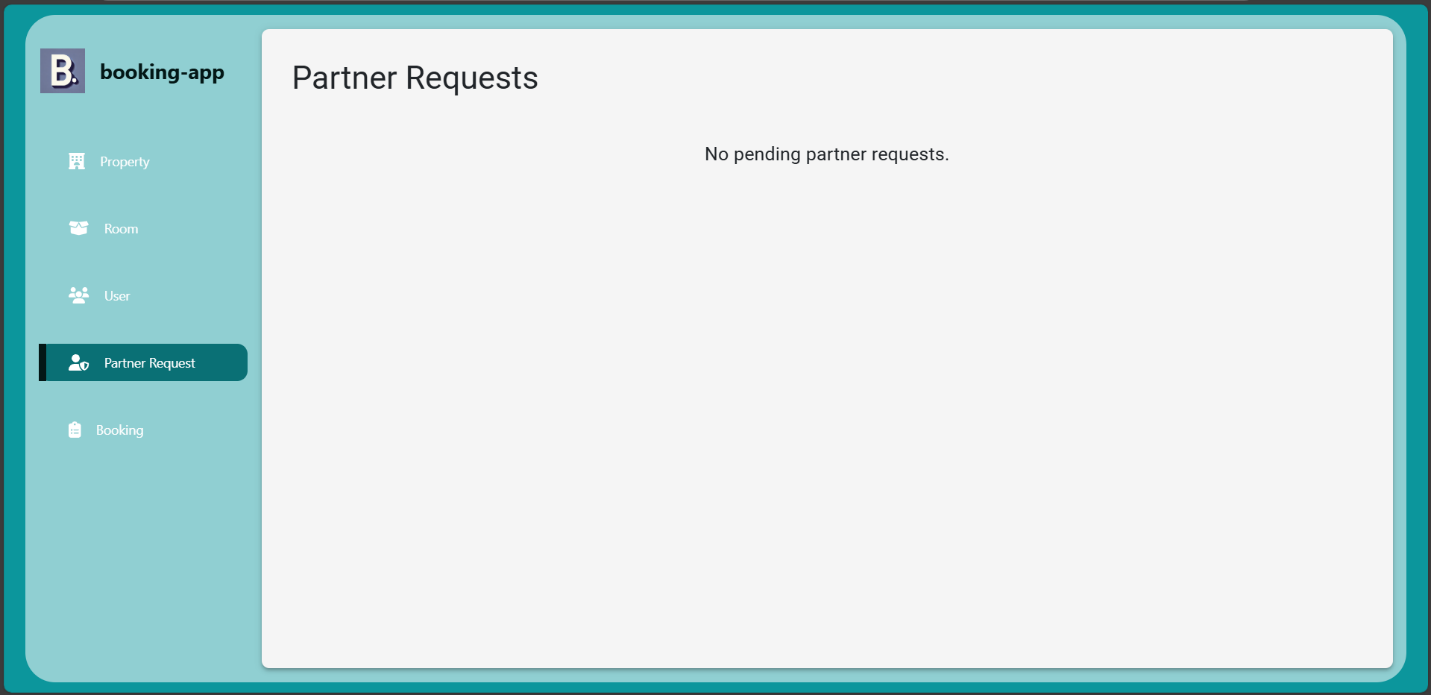 B.
booking-app
Property
Room
User
Partner Request
Booking
Partner Requests
No pending partner requests.